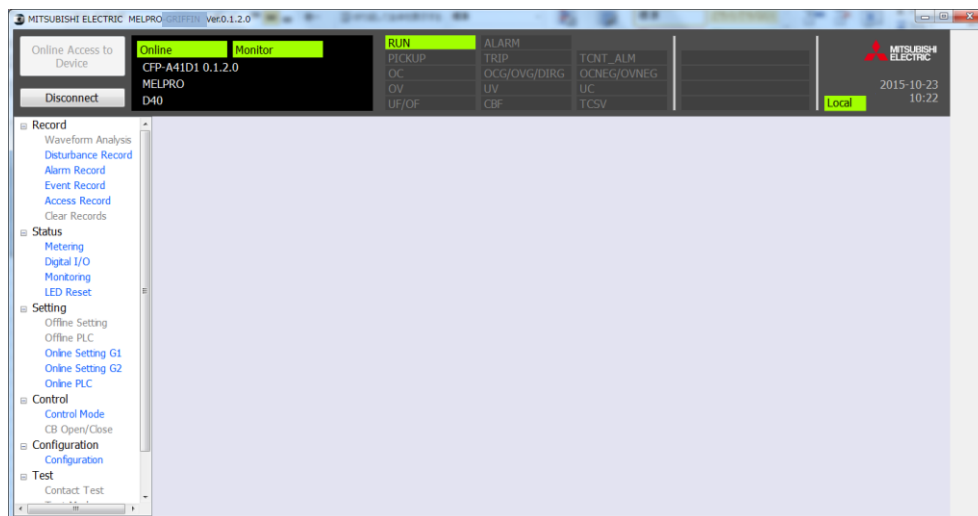 MITSUBISHI ELECTRIC MELPRO GRIFFIN Ver.0.1.2.0
Online Access to
Device
Disconnect
Online Monitor
CFP-A41D1 0.1.2.0
MELPRO
D40
RUN ALARM
PICKUP TRIP TCNT_ALM
OC OCG/OVG/DIRG OCNEG/OVNEG
OV UV UC
UF/OF CBF TCSV
MITSUBISHI
ELECTRIC
2015-10-23
Local 10:22
Record
Waveform Analysis
Disturbance Record
Alarm Record
Event Record
Access Record
Clear Records
Status
Metering
Digital I/O
Monitoring
LED Reset
Setting
Offline Setting
Offline PLC
Online Setting G1
Online Setting G2
Online PLC
Control
Control Mode
CB Open/Close
Configuration
Configuration
Test
Contact Test